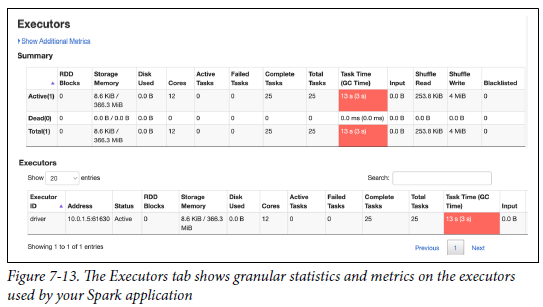 Executors
Show Additional Metrics
Summary
RDD Blocks Storage Memory Disk Used Cores Active Tasks Failed Tasks Complete Tasks Total Tasks Task Time (GC Time) Input Shuffle Read Shuffle Write Blacklisted
Active(1) 0 8.6 KiB / 366.3 MiB 0.0 B 12 0 0 25 25 13 s (3 s) 0.0 B 253.8 KiB 4 MiB 0
Dead(0) 0 0.0 B / 0.0 B 0.0 B 0 0 0 0 0 0.0 ms (0.0 ms) 0.0 B 0.0 B 0.0 B 0
Total(1) 0 8.6 KiB / 366.3 MiB 0.0 B 12 0 0 25 25 13 s (3 s) 0.0 B 253.8 KiB 4 MiB 0
Executors
Show 20 entries Search:
Executor ID Address Status RDD Blocks Storage Memory Disk Used Cores Active Tasks Failed Tasks Complete Tasks Total Tasks Task Time (GC Time) Input
driver 10.0.1.5:61630 Active 0 8.6 KiB / 366.3 MiB 0.0 B 12 0 0 25 25 13 s (3 s) 0.0 B
Showing 1 to 1 of 1 entries Previous 1 Next
Figure 7-13. The Executors tab shows granular statistics and metrics on the executors
used by your Spark application